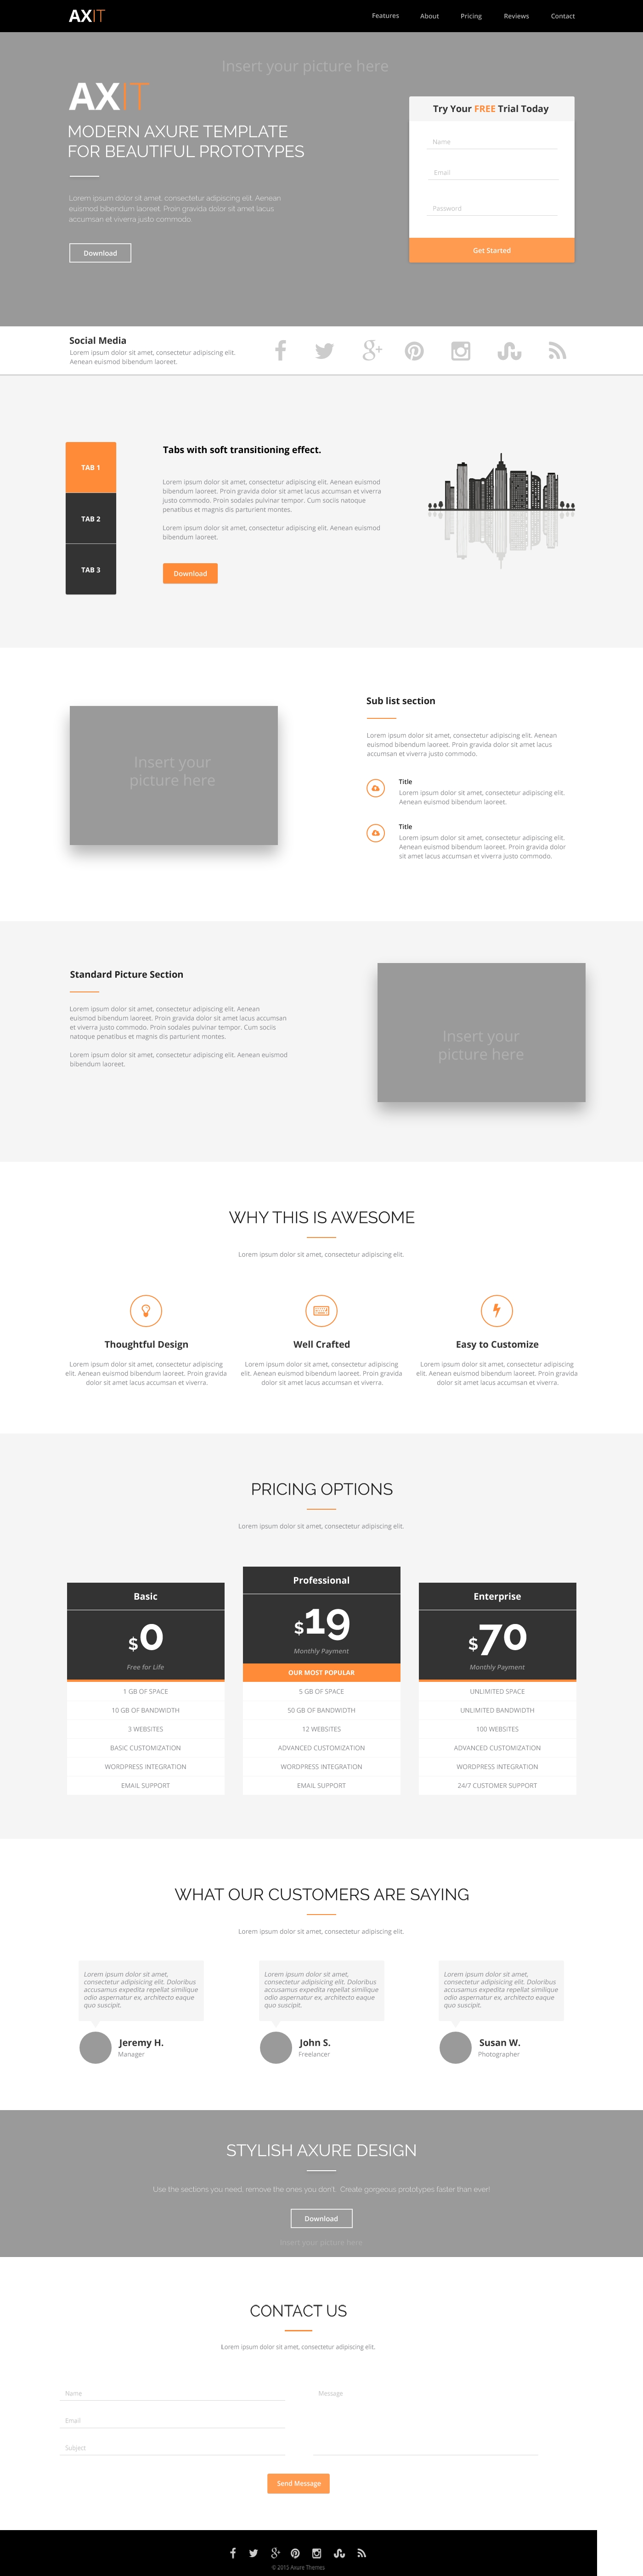 AXIT
Features About Pricing Reviews Contact
Insert your picture here
AXIT
MODERN AXURE TEMPLATE
FOR BEAUTIFUL PROTOTYPES
Lorem ipsum dolor sit amet, consectetur adipiscing elit. Aenean
euismod bibendum laoreet. Proin gravida dolor sit amet lacus
accumsan et viverra justo commodo.
Download
Try Your FREE Trial Today
Name
Email
Password
Get Started
Social Media
Lorem ipsum dolor sit amet, consectetur adipiscing elit.
Aenean euismod bibendum laoreet.
TAB 1
TAB 2
TAB 3
Tabs with soft transitioning effect.
Lorem ipsum dolor sit amet, consectetur adipiscing elit. Aenean euismod
bibendum laoreet. Proin gravida dolor sit amet lacus accumsan et viverra
justo commodo. Proin sodales pulvinar tempor. Cum sociis natoque
penatibus et magnis dis parturient montes.
Lorem ipsum dolor sit amet, consectetur adipiscing elit. Aenean euismod
bibendum laoreet.
Download
Insert your
picture here
Sub list section
Lorem ipsum dolor sit amet, consectetur adipiscing elit. Aenean
euismod bibendum laoreet. Proin gravida dolor sit amet lacus
accumsan et viverra justo commodo.
Title
Lorem ipsum dolor sit amet, consectetur adipiscing elit.
Aenean euismod bibendum laoreet.
Title
Lorem ipsum dolor sit amet, consectetur adipiscing elit.
Aenean euismod bibendum laoreet. Proin gravida dolor
sit amet lacus accumsan et viverra justo commodo.
Standard Picture Section
Lorem ipsum dolor sit amet, consectetur adipiscing elit. Aenean
euismod bibendum laoreet. Proin gravida dolor sit amet lacus accumsan
et viverra justo commodo. Proin sodales pulvinar tempor. Cum sociis
natoque penatibus et magnis dis parturient montes.
Lorem ipsum dolor sit amet, consectetur adipiscing elit. Aenean euismod
bibendum laoreet.
Insert your
picture here
WHY THIS IS AWESOME
Lorem ipsum dolor sit amet, consectetur adipiscing elit.
Thoughtful Design
Lorem ipsum dolor sit amet, consectetur adipiscing
elit. Aenean euismod bibendum laoreet. Proin gravida
dolor sit amet lacus accumsan et viverra.
Well Crafted
Lorem ipsum dolor sit amet, consectetur adipiscing
elit. Aenean euismod bibendum laoreet. Proin gravida
dolor sit amet lacus accumsan et viverra.
Easy to Customize
Lorem ipsum dolor sit amet, consectetur adipiscing
elit. Aenean euismod bibendum laoreet. Proin gravida
dolor sit amet lacus accumsan et viverra.
PRICING OPTIONS
Lorem ipsum dolor sit amet, consectetur adipiscing elit.
Basic
$0
Free for Life
1 GB OF SPACE
10 GB OF BANDWIDTH
3 WEBSITES
BASIC CUSTOMIZATION
WORDPRESS INTEGRATION
EMAIL SUPPORT
Professional
$19
Monthly Payment
OUR MOST POPULAR
5 GB OF SPACE
50 GB OF BANDWIDTH
12 WEBSITES
ADVANCED CUSTOMIZATION
WORDPRESS INTEGRATION
EMAIL SUPPORT
Enterprise
$70
Monthly Payment
UNLIMITED SPACE
UNLIMITED BANDWIDTH
100 WEBSITES
ADVANCED CUSTOMIZATION
WORDPRESS INTEGRATION
24/7 CUSTOMER SUPPORT
WHAT OUR CUSTOMERS ARE SAYING
Lorem ipsum dolor sit amet, consectetur adipiscing elit.
Lorem ipsum dolor sit amet,
consectetur adipisicing elit. Doloribus
accusamus expedita repellat similique
odio aspernatur ex, architecto eaque
quo suscipit.
Jeremy H.
Manager
Lorem ipsum dolor sit amet,
consectetur adipisicing elit. Doloribus
accusamus expedita repellat similique
odio aspernatur ex, architecto eaque
quo suscipit.
John S.
Freelancer
Lorem ipsum dolor sit amet,
consectetur adipisicing elit. Doloribus
accusamus expedita repellat similique
odio aspernatur ex, architecto eaque
quo suscipit.
Susan W.
Photographer
STYLISH AXURE DESIGN
Use the sections you need, remove the ones you don't. Create gorgeous prototypes faster than ever!
Download
Insert your picture here
CONTACT US
Lorem ipsum dolor sit amet, consectetur adipiscing elit.
Name
Email
Subject
Message
Send Message
© 2015 Axure Themes